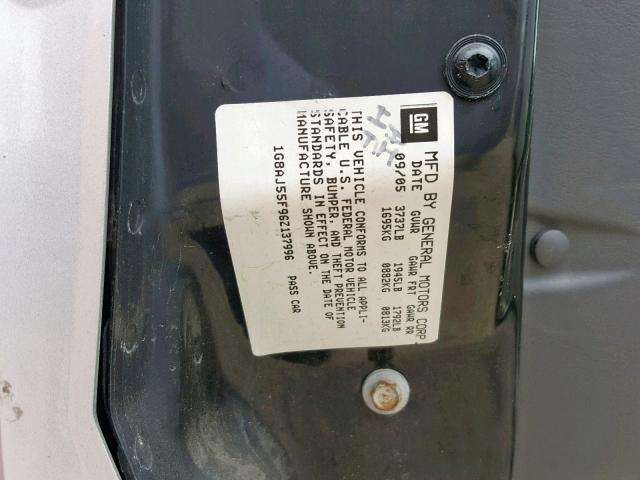 GM MFD BY GENERAL MOTORS CORP
DATE GVWR GAWR FRT GAWR RR
09/05 3737LB 1945LB 1792LB
1695KG 0882KG 0813KG
THIS VEHICLE CONFORMS TO ALL APPLI-
CABLE U.S. FEDERAL MOTOR VEHICLE
SAFETY, BUMPER, AND THEFT PREVENTION
STANDARDS IN EFFECT ON THE DATE OF
MANUFACTURE SHOWN ABOVE.
1G8AJ55F96Z137996 PASS CAR